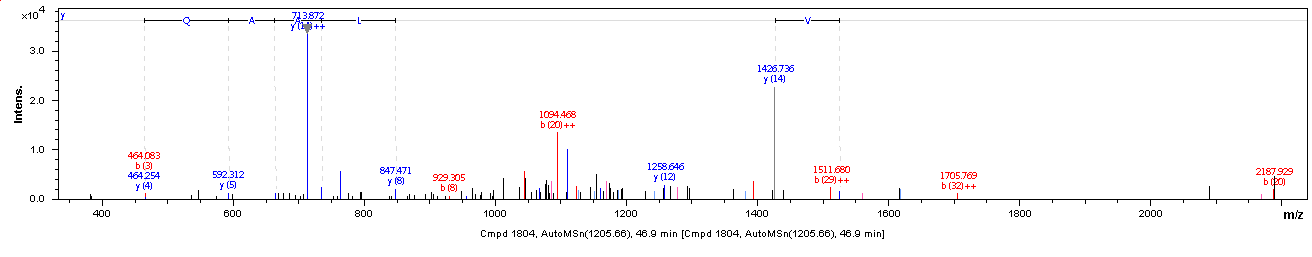 x10⁴
y
Q
A
L
V
713.872
3.0
1426.736
y (14)
Intens.
2.0
1094.468
b (20)++
1.0
464.083
b (3)
464.254
y (4)
592.312
y (5)
847.471
y (8)
929.305
b (8)
1258.646
y (12)
1511.680
b (29)++
1705.769
b (32)++
2187.929
b (20)
0.0
400
600
800
1000
1200
1400
1600
1800
2000
m/z
Cmpd 1804, AutoMSn(1205.66), 46.9 min [Cmpd 1804, AutoMSn(1205.66), 46.9 min]